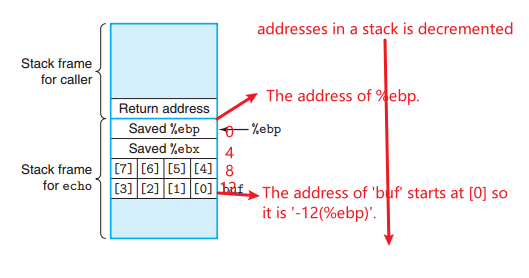 addresses in a stack is decremented
Stack frame
for caller
The address of %ebp.
Return address
Saved %ebp 0 %ebp
Saved %ebx 4
Stack frame
for echo
[7] [6] [5] [4] 8
[3] [2] [1] [0] 12 buf
The address of 'buf' starts at [0] so
it is '-12(%ebp)'.